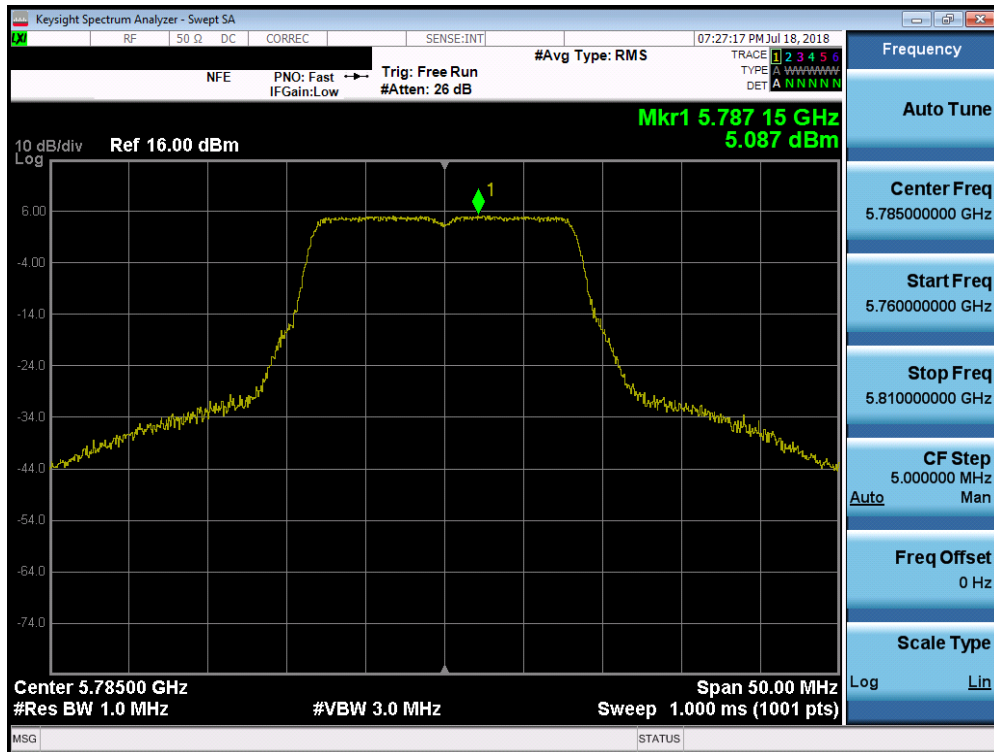 Keysight Spectrum Analyzer - Swept SA
LXI RF 50 Ω DC CORREC SENSE:INT 07:27:17 PM Jul 18, 2018
NFE PNO: Fast Trig: Free Run #Avg Type: RMS TRACE 1 2 3 4 5 6
IFGain:Low #Atten: 26 dB TYPE A WWWWWW
DET A N N N N N
Mkr1 5.787 15 GHz
5.087 dBm
10 dB/div Ref 16.00 dBm
Log
1
6.00
-4.00
-14.0
-24.0
-34.0
-44.0
-54.0
-64.0
-74.0
Center 5.78500 GHz Span 50.00 MHz
#Res BW 1.0 MHz #VBW 3.0 MHz Sweep 1.000 ms (1001 pts)
MSG STATUS
Frequency
Auto Tune
Center Freq
5.785000000 GHz
Start Freq
5.760000000 GHz
Stop Freq
5.810000000 GHz
CF Step
5.000000 MHz
Auto Man
Freq Offset
0 Hz
Scale Type
Log Lin